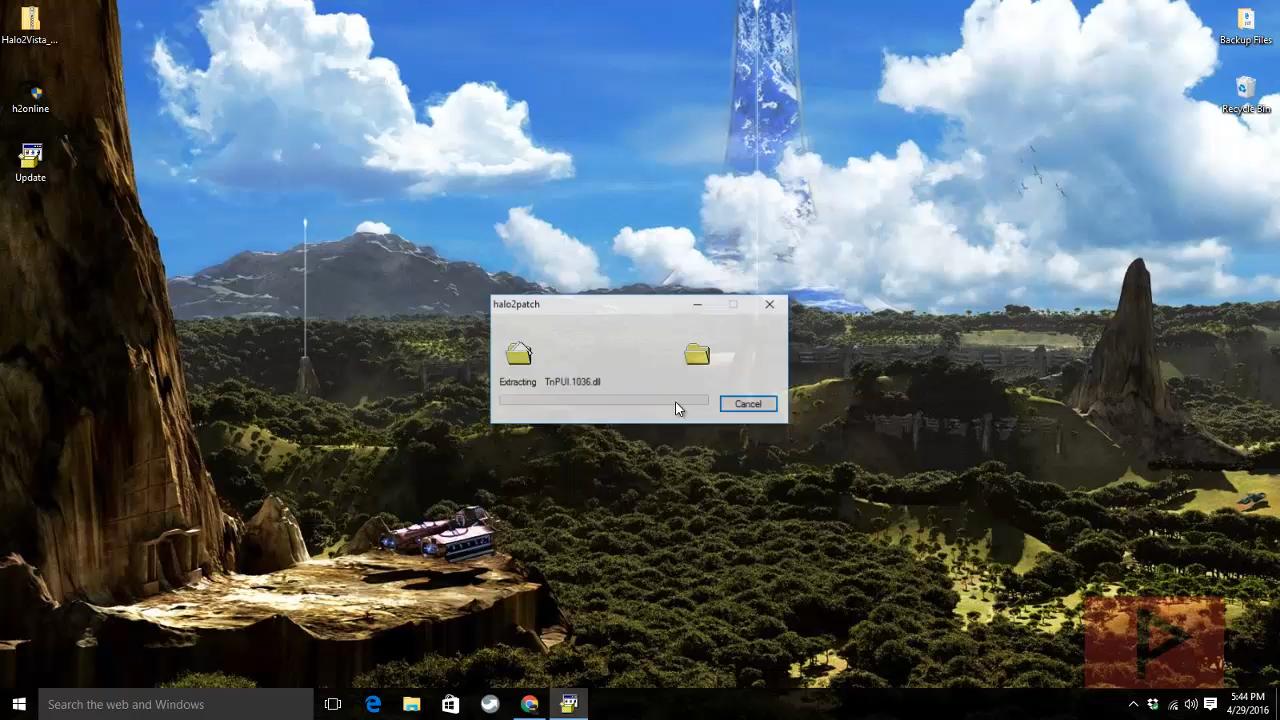 Halo2Vista_...
h2online
Update
Backup Files
Recycle Bin
halo2patch
Extracting TnPUI.1036.dll
Cancel
Search the web and Windows
5:44 PM
4/29/2016